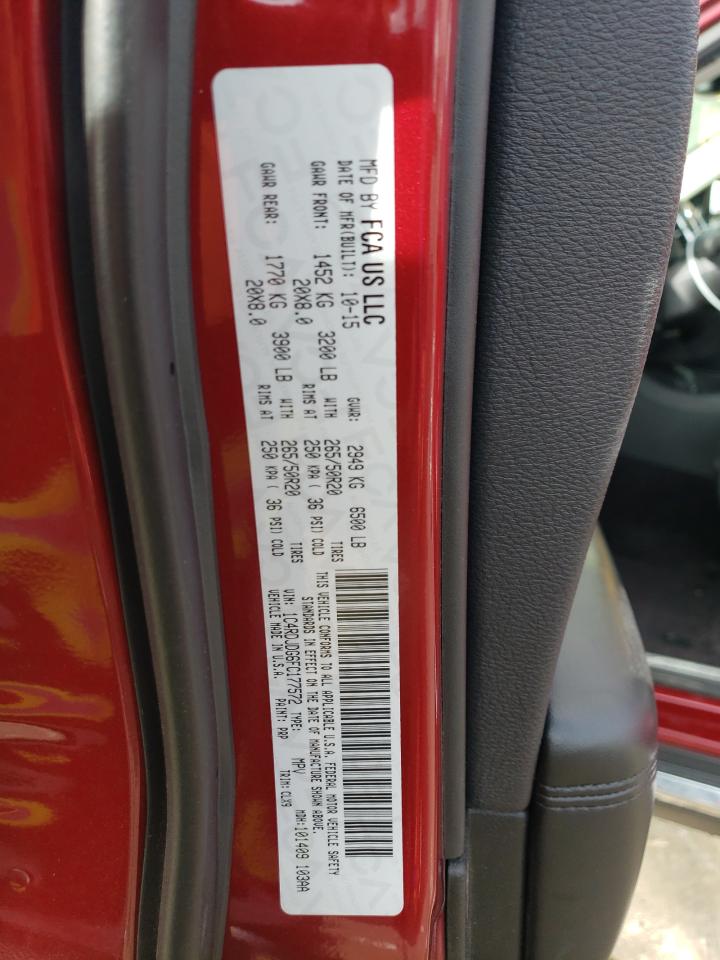 MFD BY FCA US LLC
DATE OF MFR(BUILT): 10-15 GVWR: 2949 KG 6500 LB
GAWR FRONT: 1452 KG 3200 LB WITH 265/50R20 TIRES
20X8.0 RIMS AT 250 KPA ( 36 PSI) COLD
GAWR REAR: 1770 KG 3900 LB WITH 265/50R20 TIRES
20X8.0 RIMS AT 250 KPA ( 36 PSI) COLD
THIS VEHICLE CONFORMS TO ALL APPLICABLE U.S.A. FEDERAL MOTOR VEHICLE SAFETY
STANDARDS IN EFFECT ON THE DATE OF MANUFACTURE SHOWN ABOVE.
VIN: 1C4RDJDG6FC177572 TYPE: MPV MDH:101409 103AA
VEHICLE MADE IN U.S.A. PAINT: PRP TRIM:CLX9